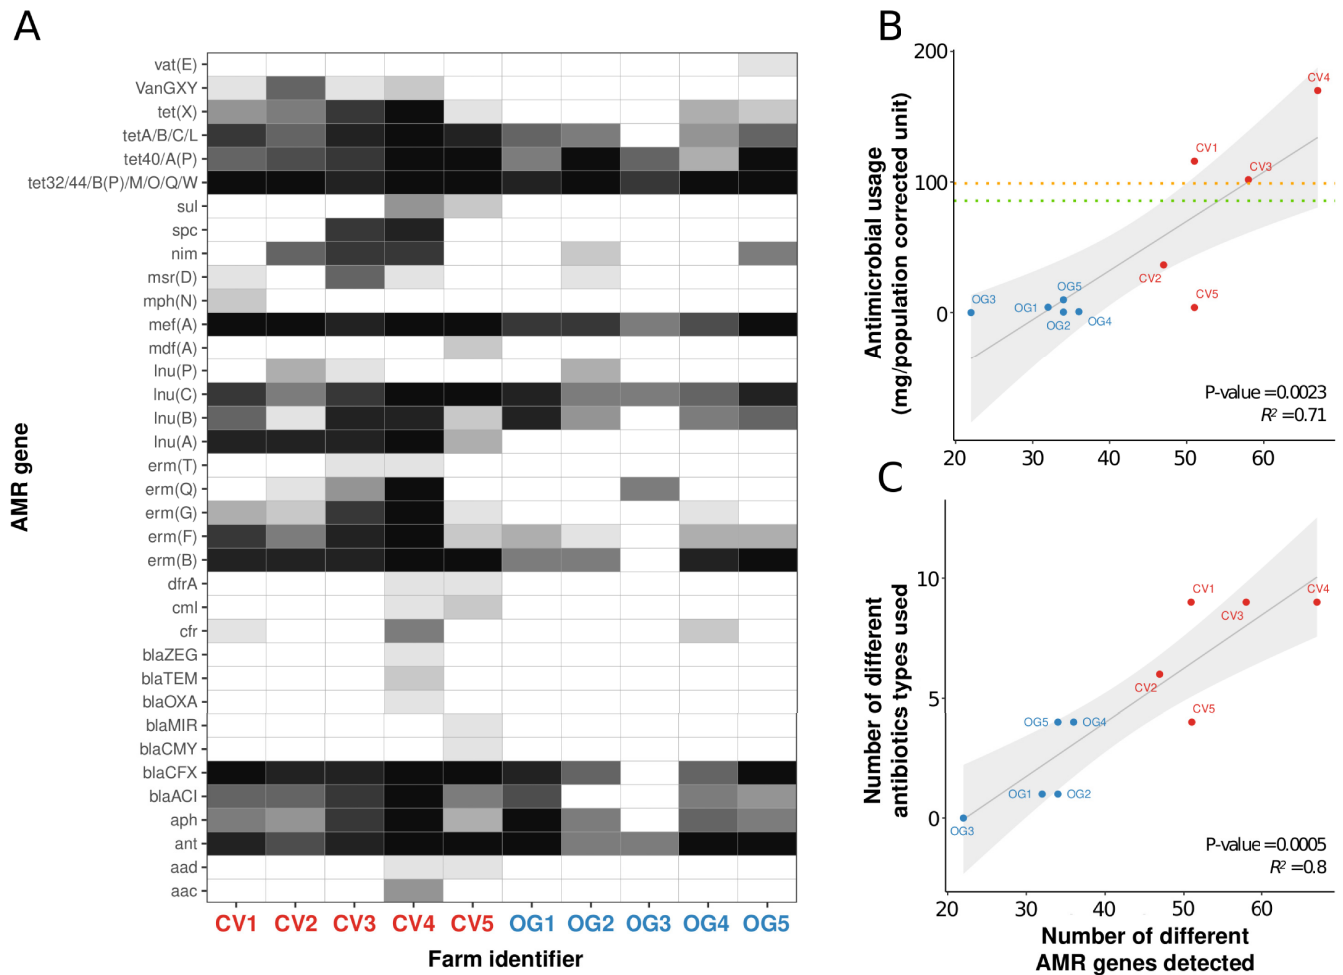 A
AMR gene
vat(E)
VanGXY
tet(X)
tetA/B/C/L
tet40/A(P)
tet32/44/B(P)/M/O/Q/W
sul
spc
nim
msr(D)
mph(N)
mef(A)
mdf(A)
lnu(P)
lnu(C)
lnu(B)
lnu(A)
erm(T)
erm(Q)
erm(G)
erm(F)
erm(B)
dfrA
cml
cfr
blaZEG
blaTEM
blaOXA
blaMIR
blaCMY
blaCFX
blaACI
aph
ant
aad
aac
CV1 CV2 CV3 CV4 CV5 OG1 OG2 OG3 OG4 OG5
Farm identifier
B
Antimicrobial usage
(mg/population corrected unit)
200
100
0
CV4
CV1
CV3
CV2
CV5
OG3
OG5
OG1
OG2
OG4
P-value =0.0023
R² =0.71
20 30 40 50 60
C
Number of different
antibiotics types used
10
5
0
CV1
CV3
CV4
CV2
CV5
OG5
OG4
OG1
OG2
OG3
P-value =0.0005
R² =0.8
20 30 40 50 60
Number of different
AMR genes detected